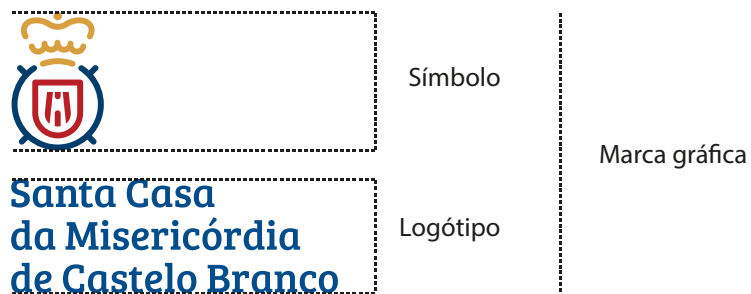 Símbolo
Marca gráfica
Santa Casa
da Misericórdia
de Castelo Branco
Logótipo